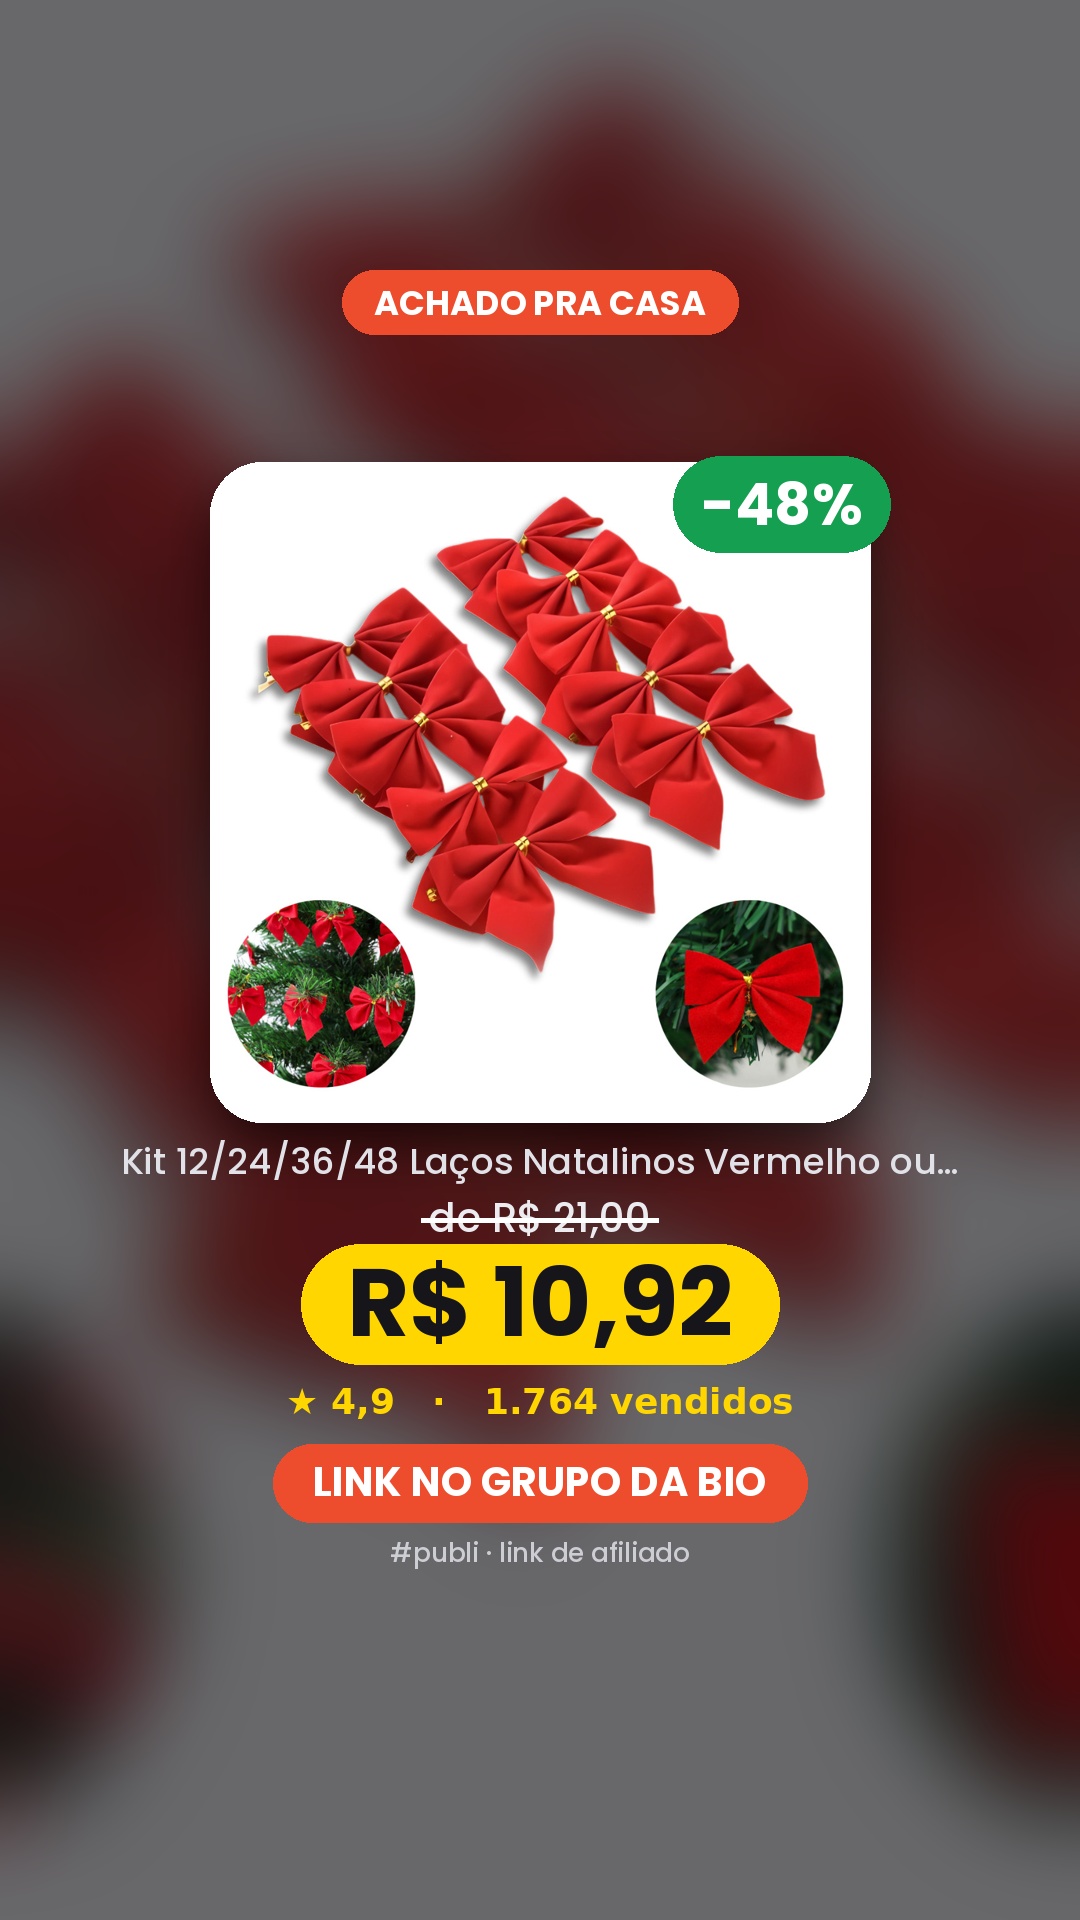 ACHADO PRA CASA
-48%
Kit 12/24/36/48 Laços Natalinos Vermelho ou...
de R$ 21,00
R$ 10,92
★ 4,9 · 1.764 vendidos
LINK NO GRUPO DA BIO
#publi · link de afiliado